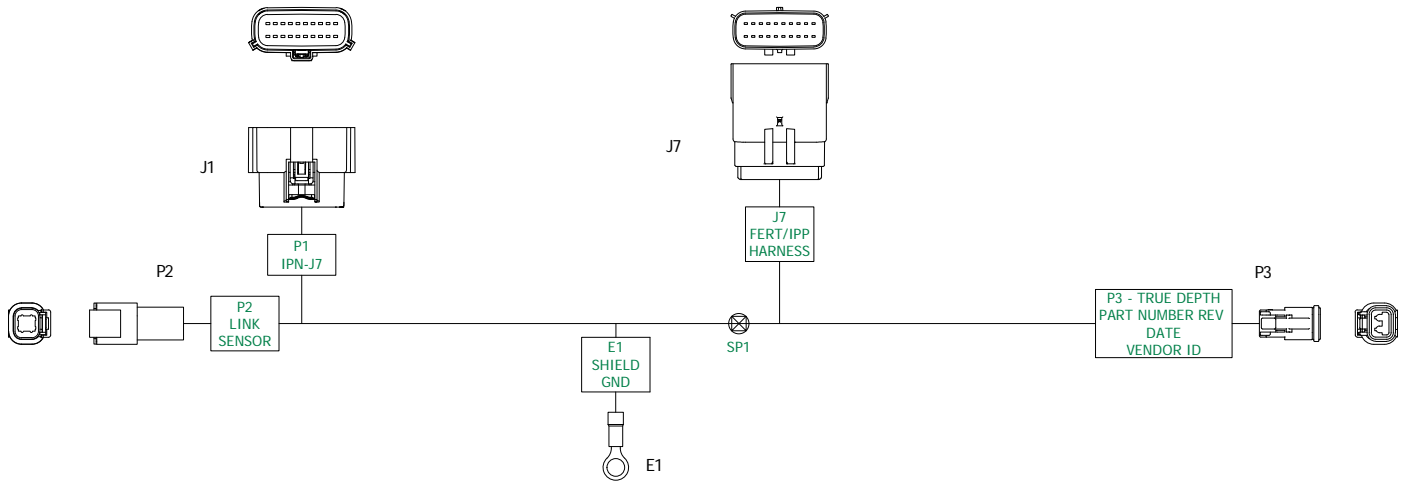 J1
J7
P1
IPN-J7
J7
FERT/IPP
HARNESS
P2
P2
LINK
SENSOR
P3
P3 - TRUE DEPTH
PART NUMBER REV
DATE
VENDOR ID
SP1
E1
SHIELD
GND
E1